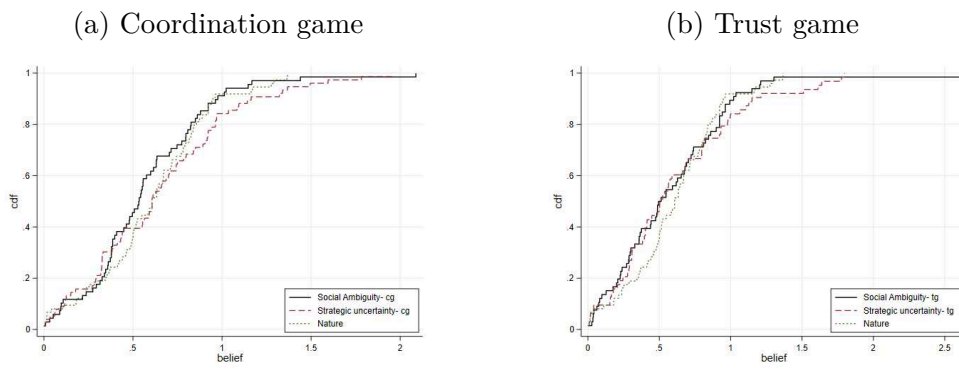 (a) Coordination game
1
.8
.6
.4
.2
0
cdf
0
.5
1
1.5
2
belief
Social Ambiguity- cg
Strategic uncertainty- cg
Nature
(b) Trust game
1
.8
.6
.4
.2
0
cdf
0
.5
1
1.5
2
2.5
belief
Social Ambiguity- tg
Strategic uncertainty- tg
Nature